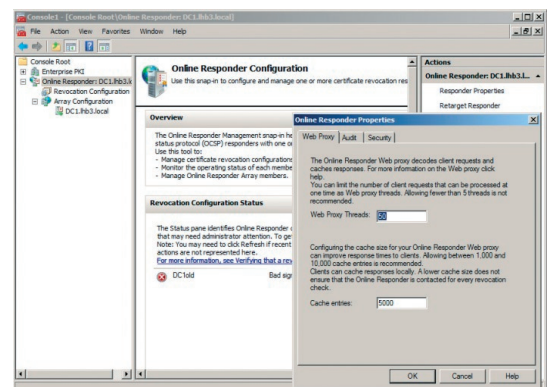 Console1 - [Console Root\Online Responder: DC1.lhb3.local]
File Action View Favorites Window Help
Console Root
Enterprise PKI
Online Responder: DC1.lhb3.l
Revocation Configuration
Array Configuration
DC1.lhb3.local
Online Responder Configuration
Use this snap-in to configure and manage one or more certificate revocation res
Overview
The Online Responder Management snap-in he
status protocol (OCSP) responders with one o
Use this tool to:
- Manage certificate revocation configurations
- Monitor the operating status of each membe
- Manage Online Responder Array members.
Revocation Configuration Status
The Status pane identifies Online Responder
that may need administrator attention. To ge
Note: You may need to click Refresh if recent
actions are not represented here.
For more information, see Verifying that a rev
DC1old Bad sign
Actions
Online Responder: DC1.lhb3.l...
Responder Properties
Retarget Responder
Online Responder Properties
Web Proxy Audit Security
The Online Responder Web proxy decodes client requests and
caches responses. For more information on the Web proxy click
help.
You can limit the number of client requests that can be processed at
one time as Web proxy threads. Allowing fewer than 5 threads is not
recommended.
Web Proxy Threads: 50
Configuring the cache size for your Online Responder Web proxy
can improve response times to clients. Allowing between 1,000 and
10,000 cache entries is recommended.
Clients can cache responses locally. A lower cache size does not
ensure that the Online Responder is contacted for every revocation
check.
Cache entries: 5000
OK Cancel Help